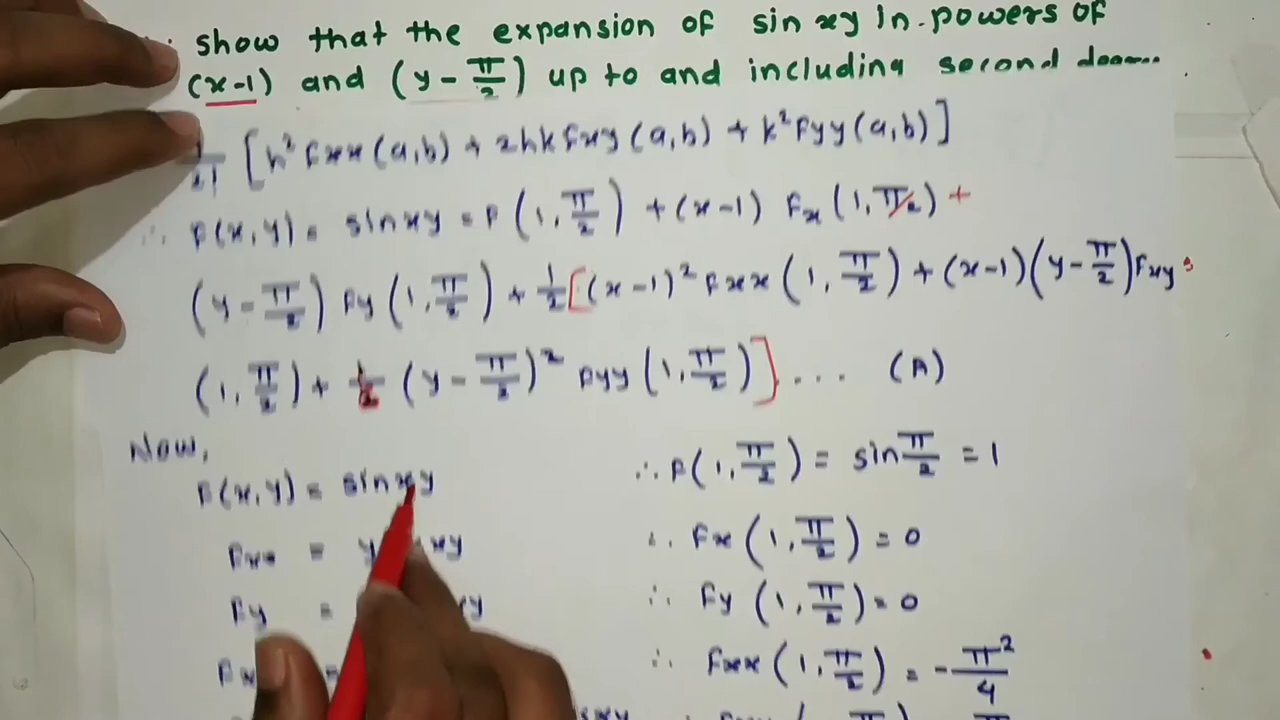 show that the expansion of sin xy in powers of
(x-1) and (y - π/2) up to and including second
1/2! [h² fxx (a,b) + 2hk fxy (a,b) + k² fyy (a,b)]
∴ f(x,y) = sin xy = f(1, π/2) + (x-1) fx (1, π/2) +
(y - π/2) fy (1, π/2) + 1/2 [(x-1)² fxx (1, π/2) + (x-1)(y - π/2) fxy
(1, π/2) + (y - π/2)² fyy (1, π/2)] ... (A)
Now,
f(x,y) = sin xy ∴ f(1, π/2) = sin π/2 = 1
fx = y xy ∴ fx (1, π/2) = 0
fy = xy ∴ fy (1, π/2) = 0
∴ fxx (1, π/2) = -π²/4